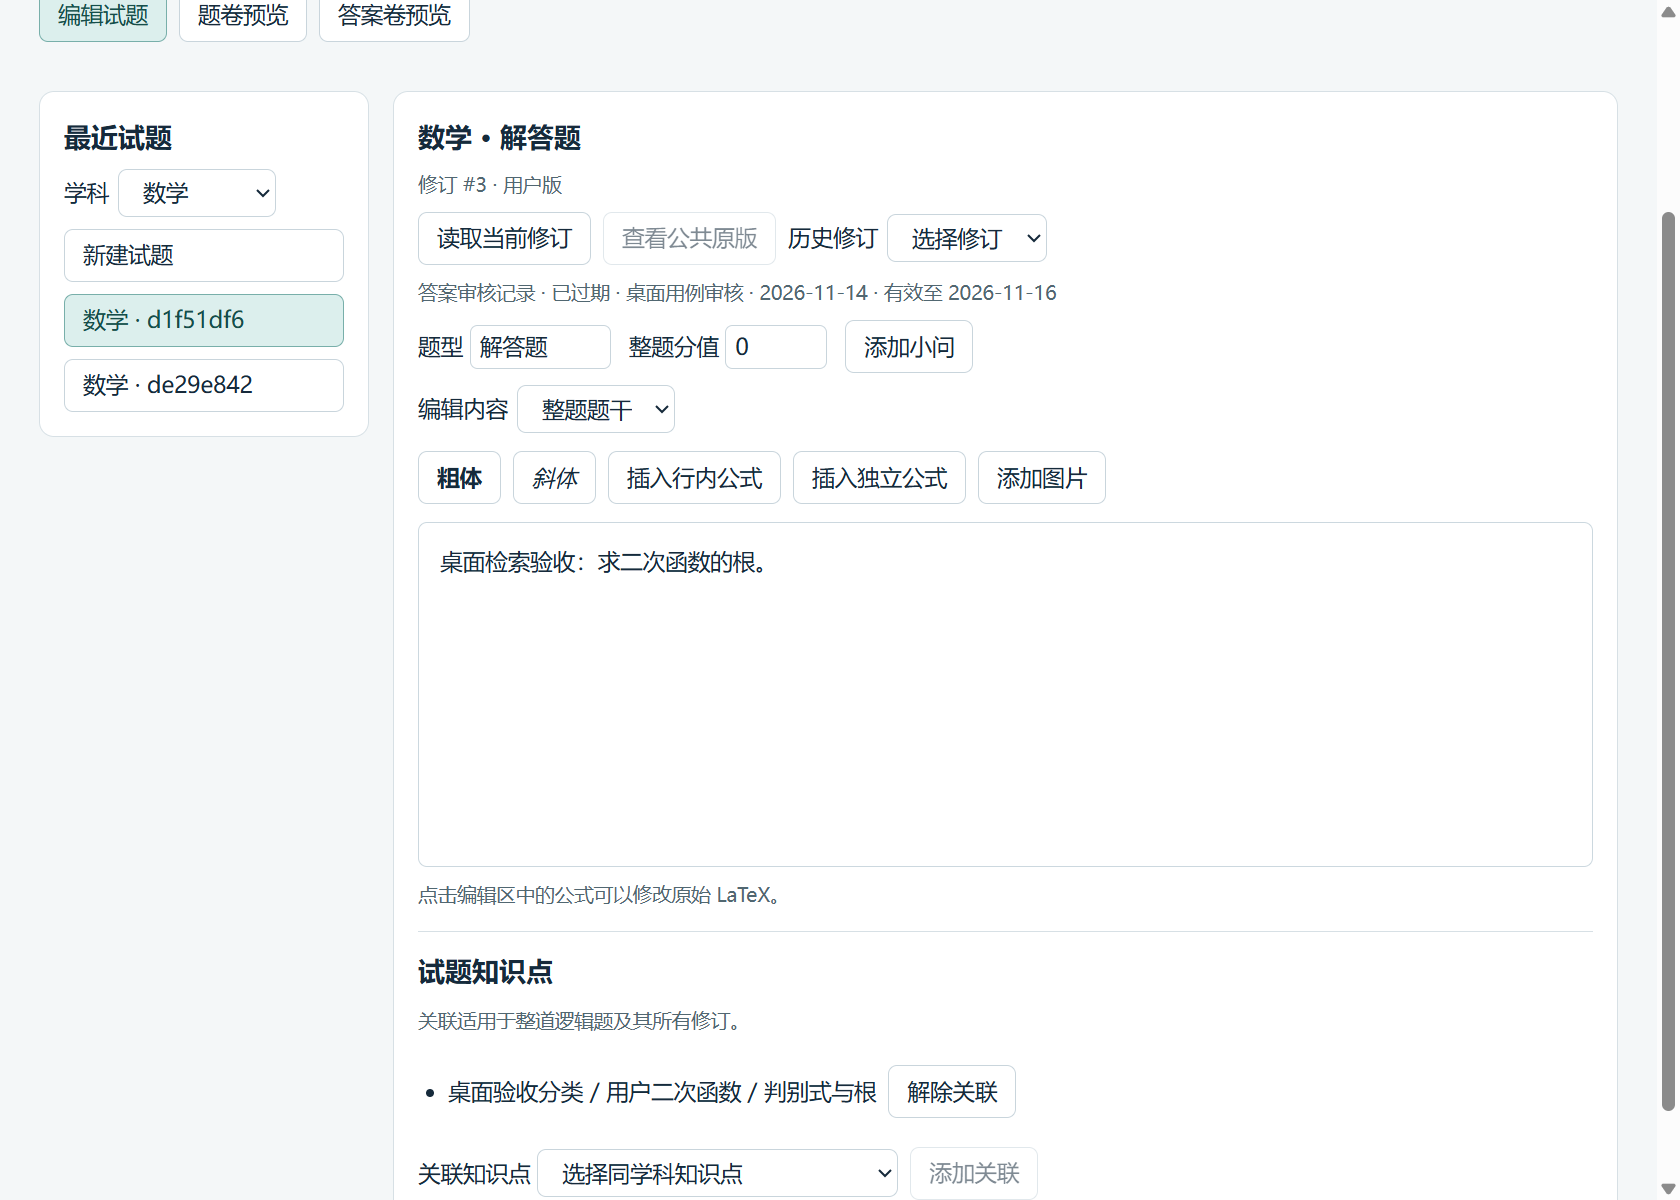 编辑试题 题卷预览 答案卷预览
最近试题
学科 数学
新建试题
数学 · d1f51df6
数学 · de29e842
数学 • 解答题
修订 #3 · 用户版
读取当前修订 查看公共原版 历史修订 选择修订
答案审核记录 · 已过期 · 桌面用例审核 · 2026-11-14 · 有效至 2026-11-16
题型 解答题 整题分值 0 添加小问
编辑内容 整题题干
粗体 斜体 插入行内公式 插入独立公式 添加图片
桌面检索验收：求二次函数的根。
点击编辑区中的公式可以修改原始 LaTeX。
试题知识点
关联适用于整道逻辑题及其所有修订。
• 桌面验收分类 / 用户二次函数 / 判别式与根 解除关联
关联知识点 选择同学科知识点 添加关联